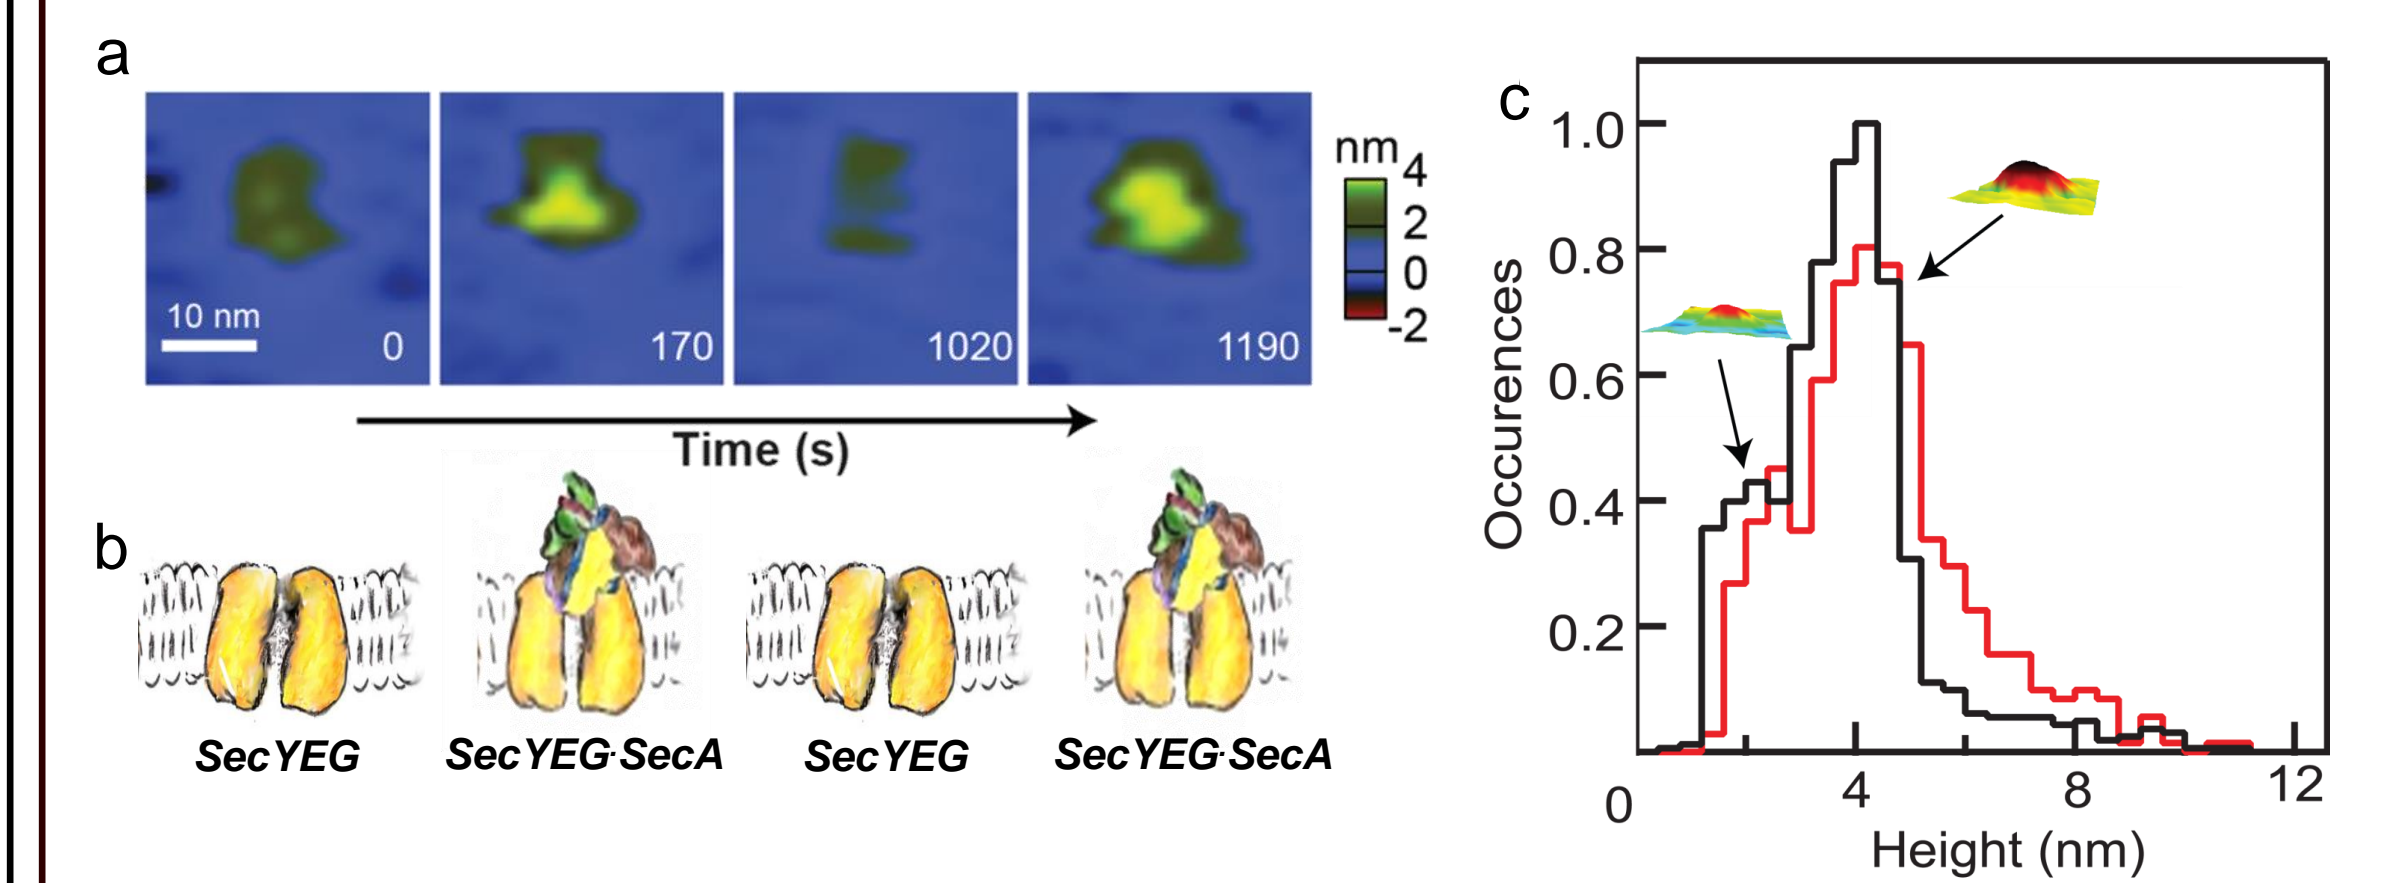 a
nm
4
2
0
-2
10 nm
0
170
1020
1190
Time (s)
b
SecYEG
SecYEG·SecA
SecYEG
SecYEG·SecA
c
1.0
0.8
0.6
0.4
0.2
Occurences
0
4
8
12
Height (nm)